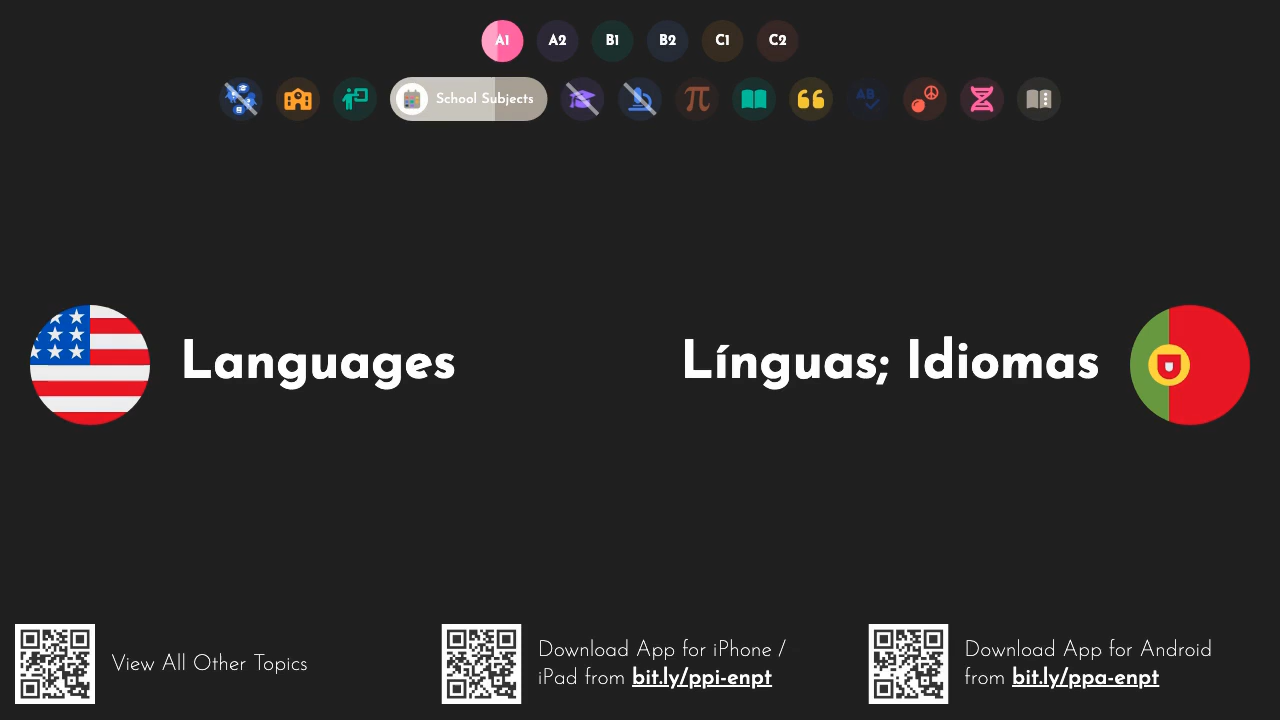 A1 A2 B1 B2 C1 C2
School Subjects
Languages
Línguas; Idiomas
View All Other Topics
Download App for iPhone /
iPad from bit.ly/ppi-enpt
Download App for Android
from bit.ly/ppa-enpt